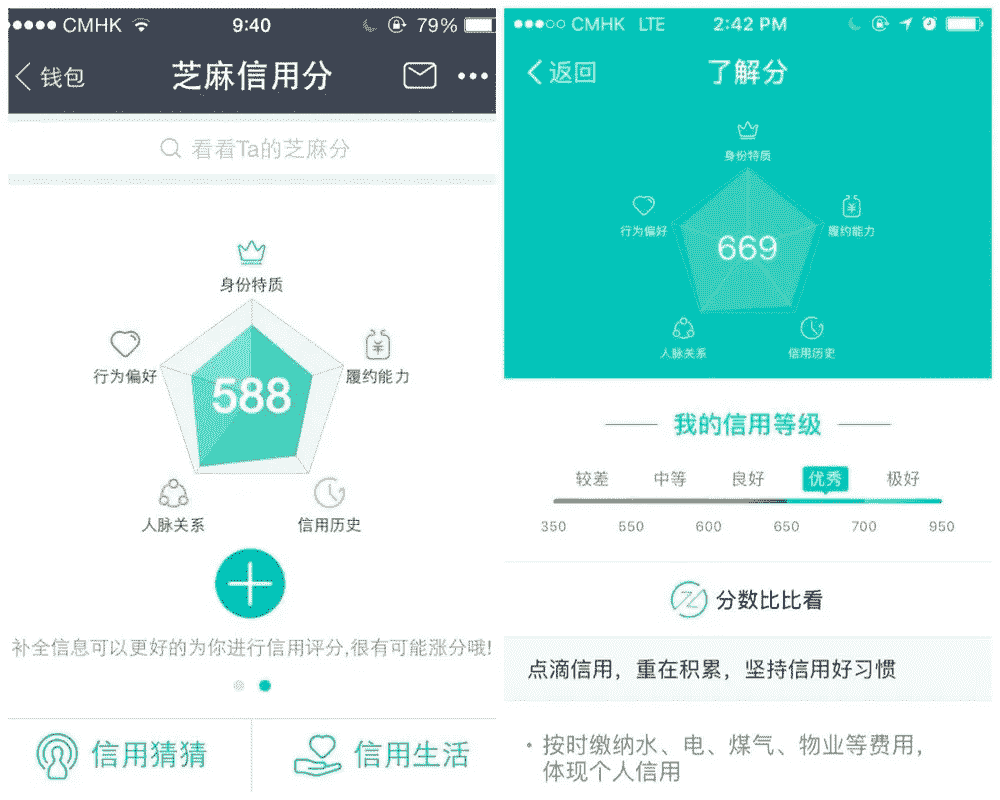 CMHK 9:40 79%
钱包 芝麻信用分
看看Ta的芝麻分
身份特质
行为偏好
履约能力
588
人脉关系
信用历史
补全信息可以更好的为你进行信用评分,很有可能涨分哦!
信用猜猜
信用生活
CMHK LTE 2:42 PM
返回 了解分
身份特质
行为偏好
履约能力
669
人脉关系
信用历史
我的信用等级
较差 中等 良好 优秀 极好
350 550 600 650 700 950
分数比比看
点滴信用，重在积累，坚持信用好习惯
· 按时缴纳水、电、煤气、物业等费用，
体现个人信用